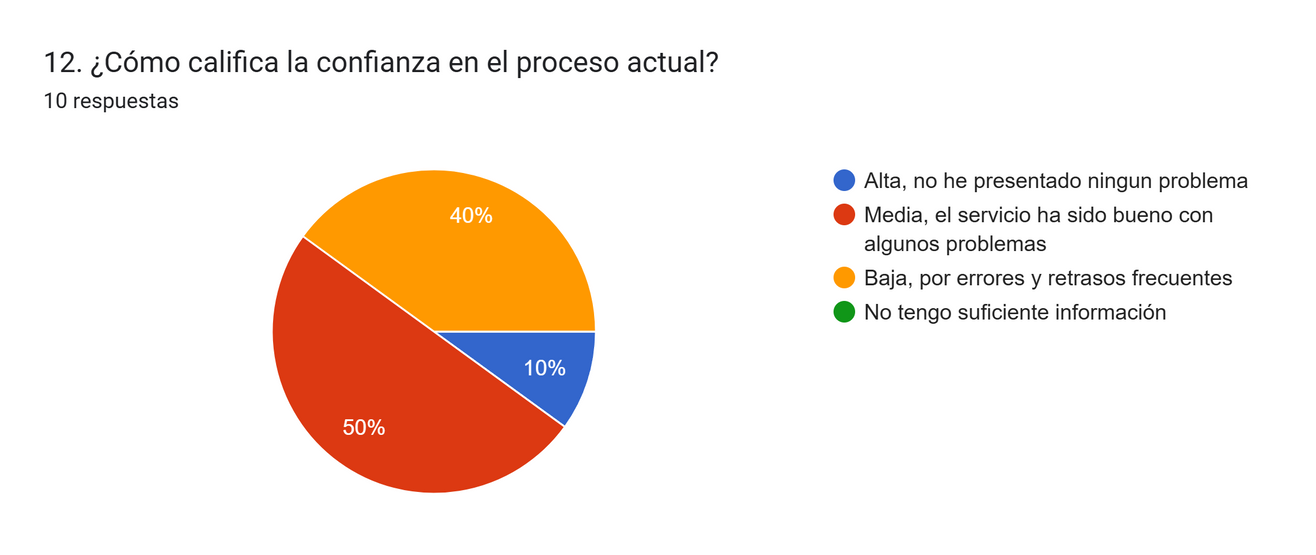 12. ¿Cómo califica la confianza en el proceso actual?
10 respuestas
40%
10%
50%
Alta, no he presentado ningun problema
Media, el servicio ha sido bueno con
algunos problemas
Baja, por errores y retrasos frecuentes
No tengo suficiente información